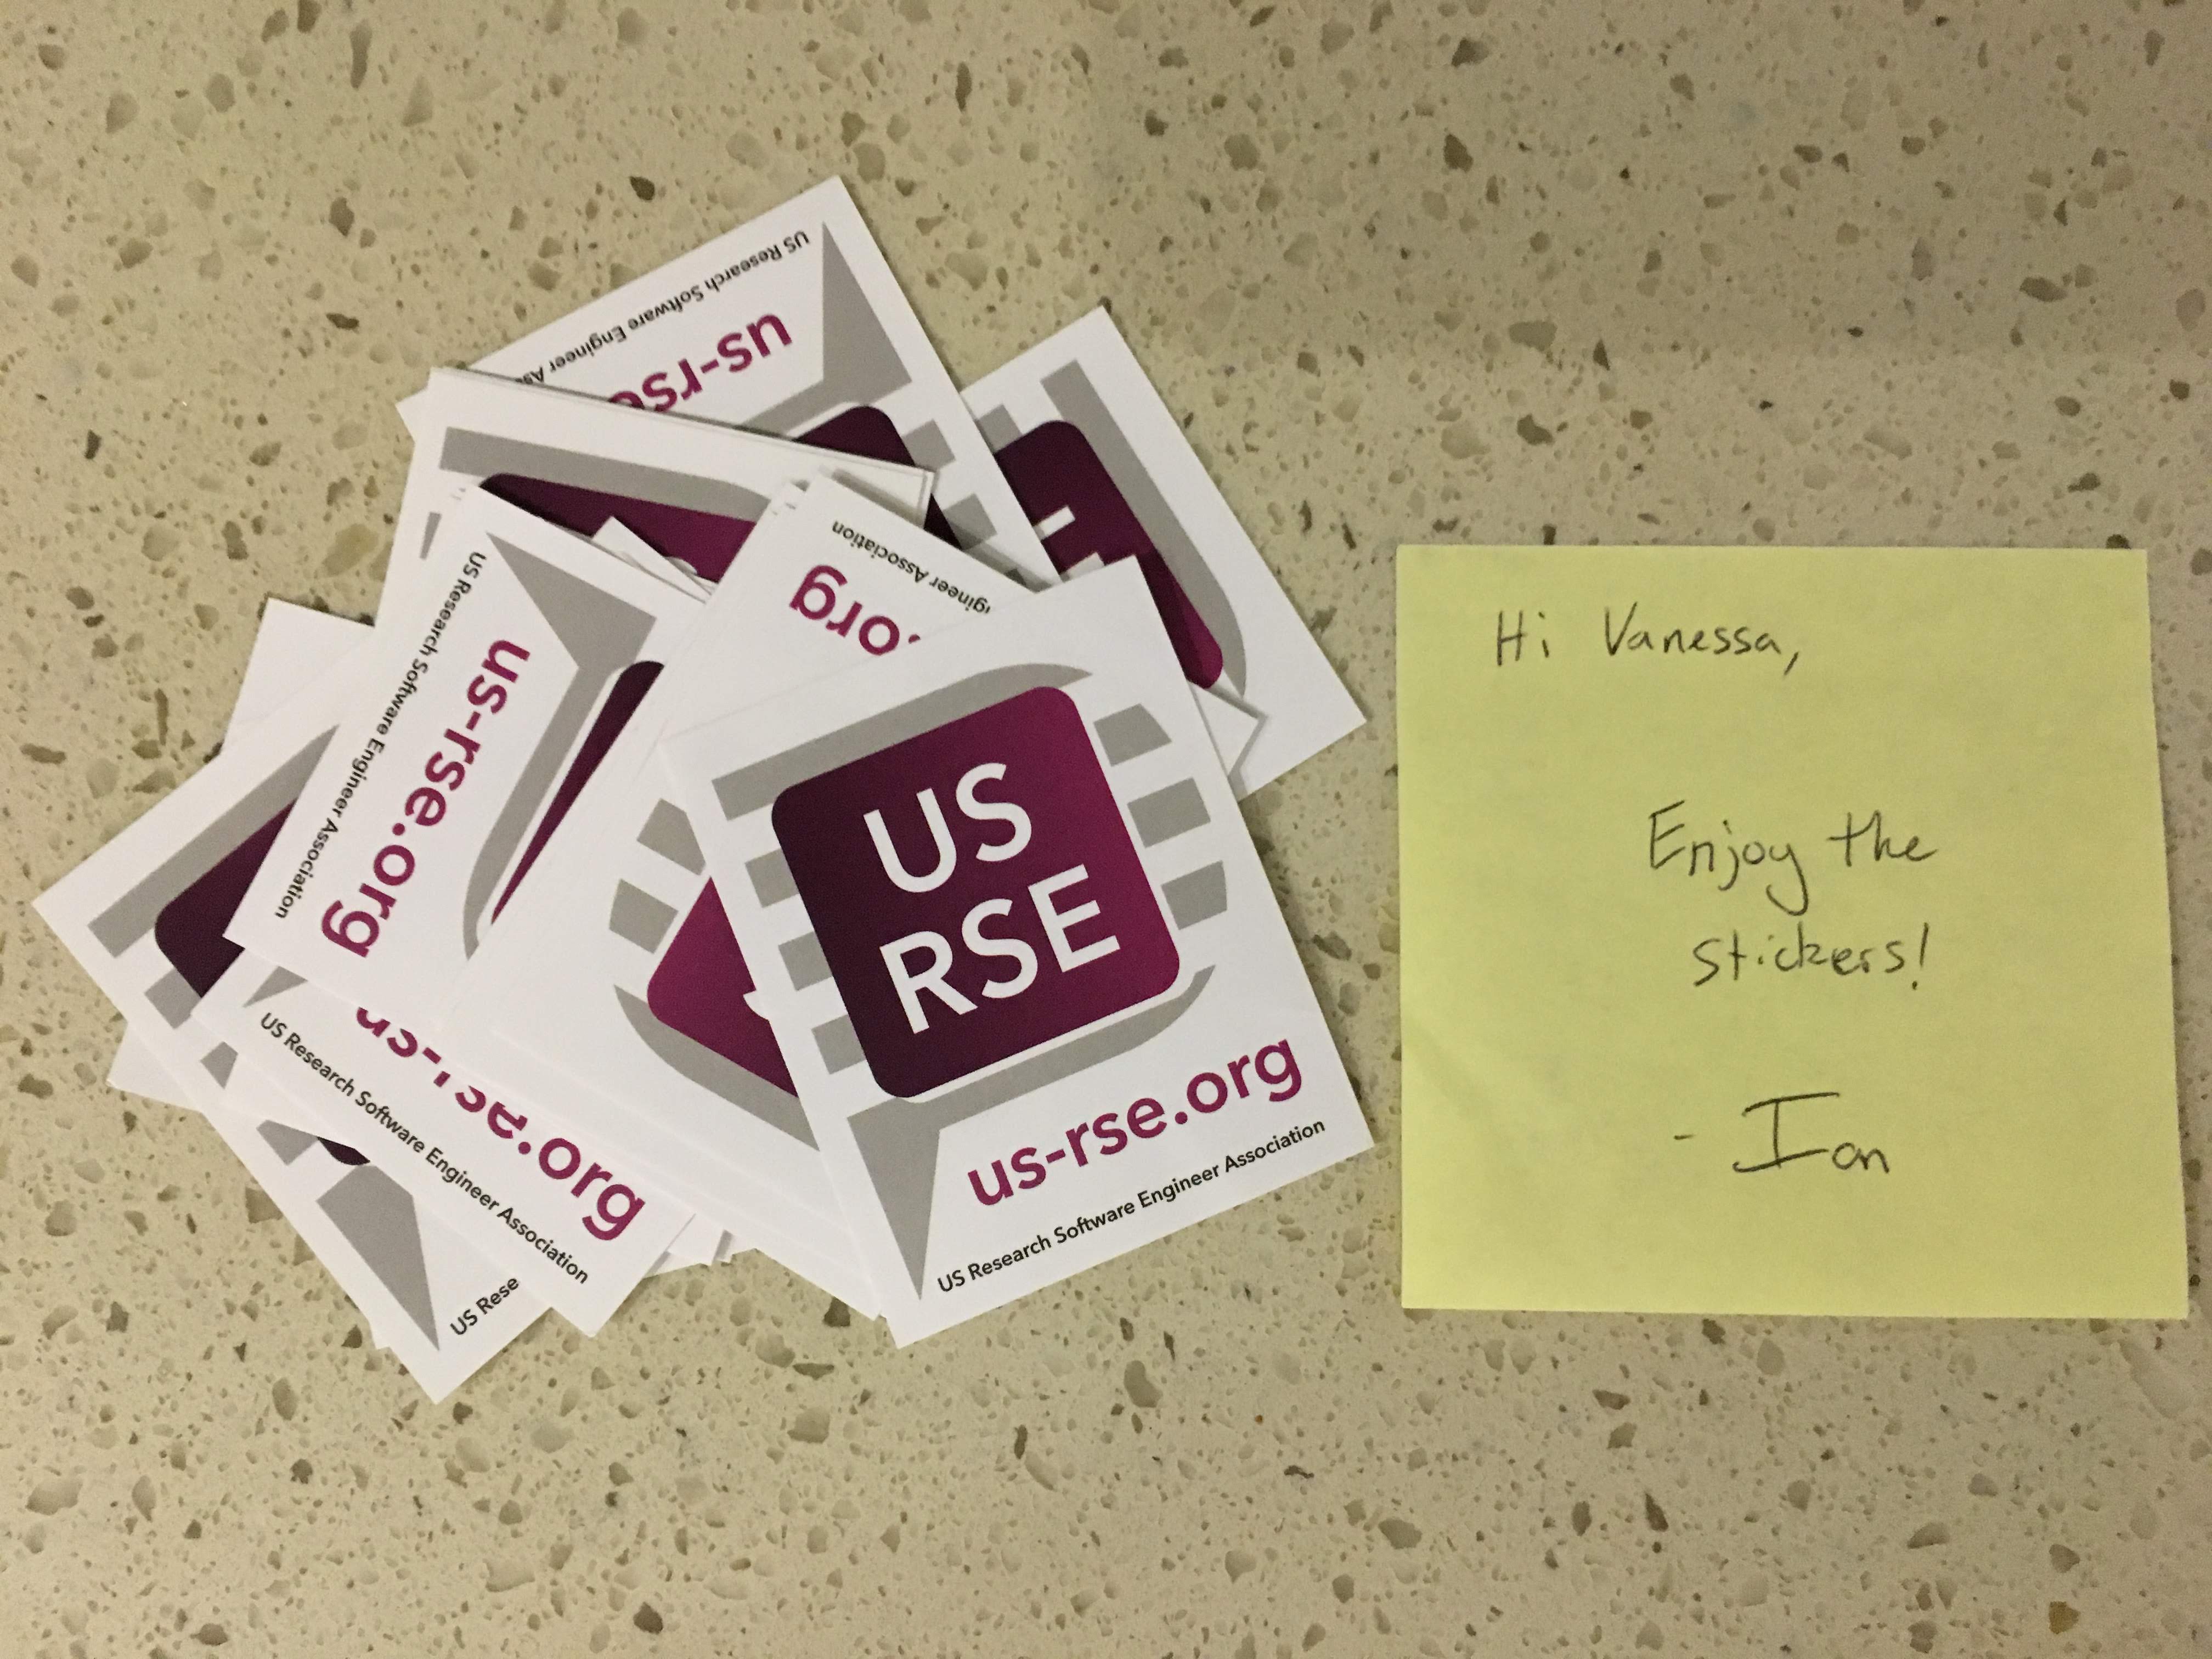 US Rese
US Research Software Engineer Association
us-rse.org
US Research Software Engineer Association
us-rse.org
US Research Software Engineer
us-rs
.org
gineer Association
US
RSE
us-rse.org
US Research Software Engineer Association
Hi Vanessa,
Enjoy the
stickers!
- Ian